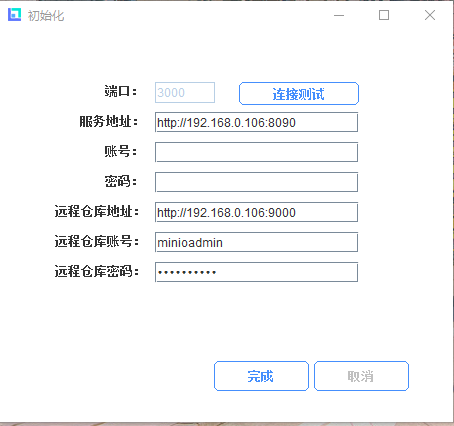 初始化
端口： 3000 连接测试
服务地址： http://192.168.0.106:8090
账号：
密码：
远程仓库地址： http://192.168.0.106:9000
远程仓库账号： minioadmin
远程仓库密码： ••••••••••
完成 取消